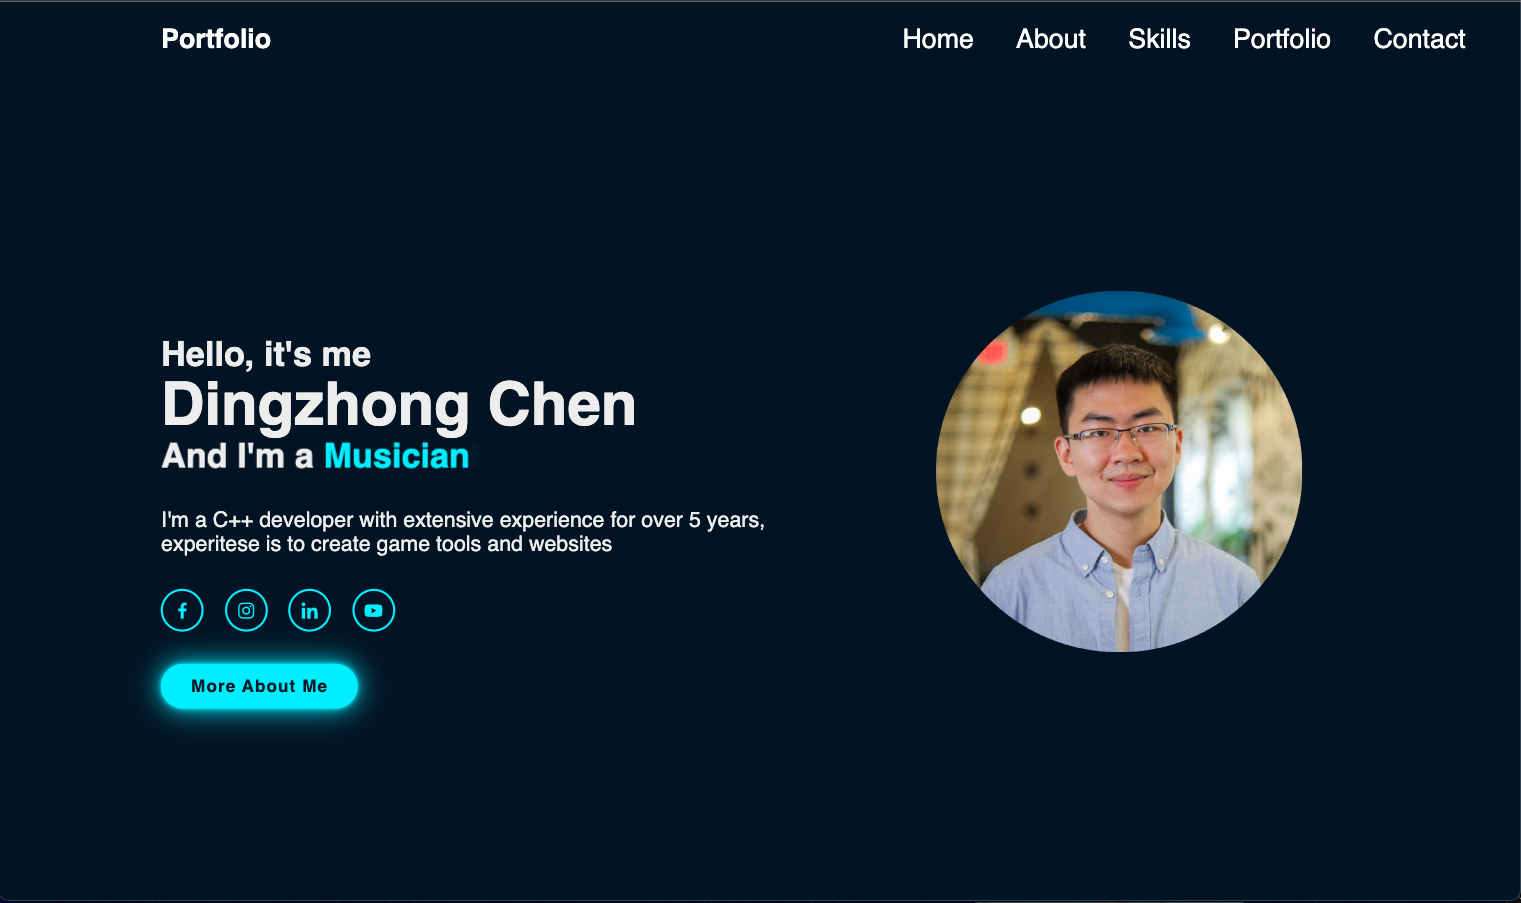 Portfolio
Home About Skills Portfolio Contact
Hello, it's me
Dingzhong Chen
And I'm a Musician
I'm a C++ developer with extensive experience for over 5 years,
experitese is to create game tools and websites
More About Me